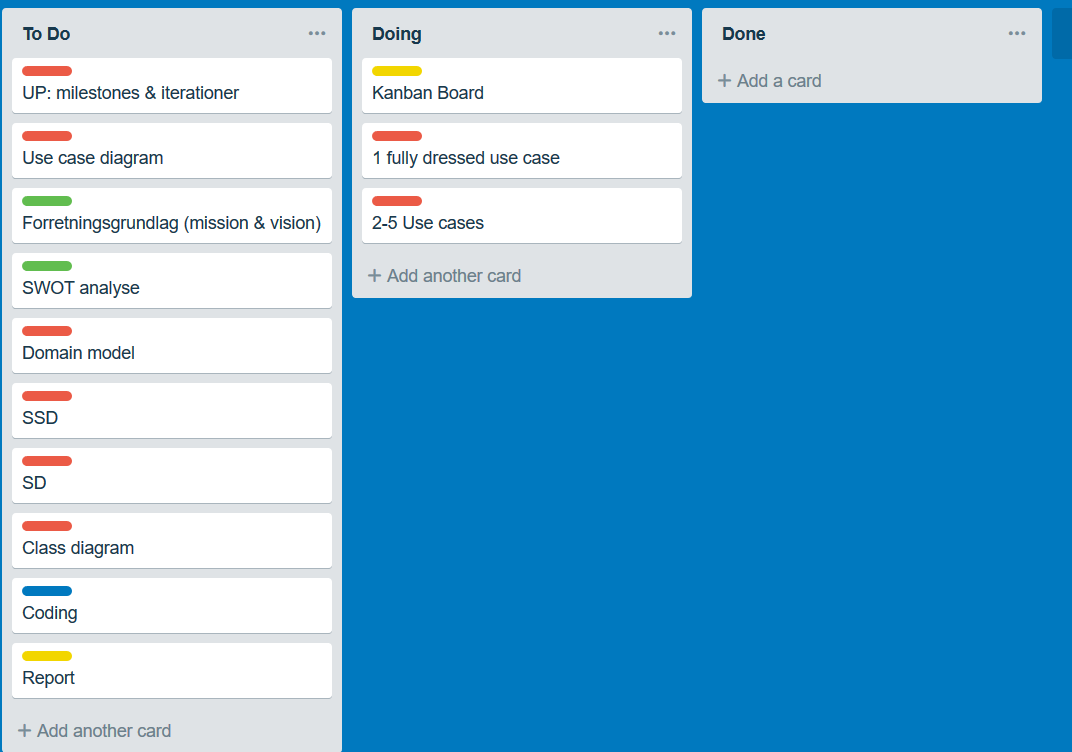 To Do
UP: milestones & iterationer
Use case diagram
Forretningsgrundlag (mission & vision)
SWOT analyse
Domain model
SSD
SD
Class diagram
Coding
Report
+ Add another card
Doing
Kanban Board
1 fully dressed use case
2-5 Use cases
+ Add another card
Done
+ Add a card